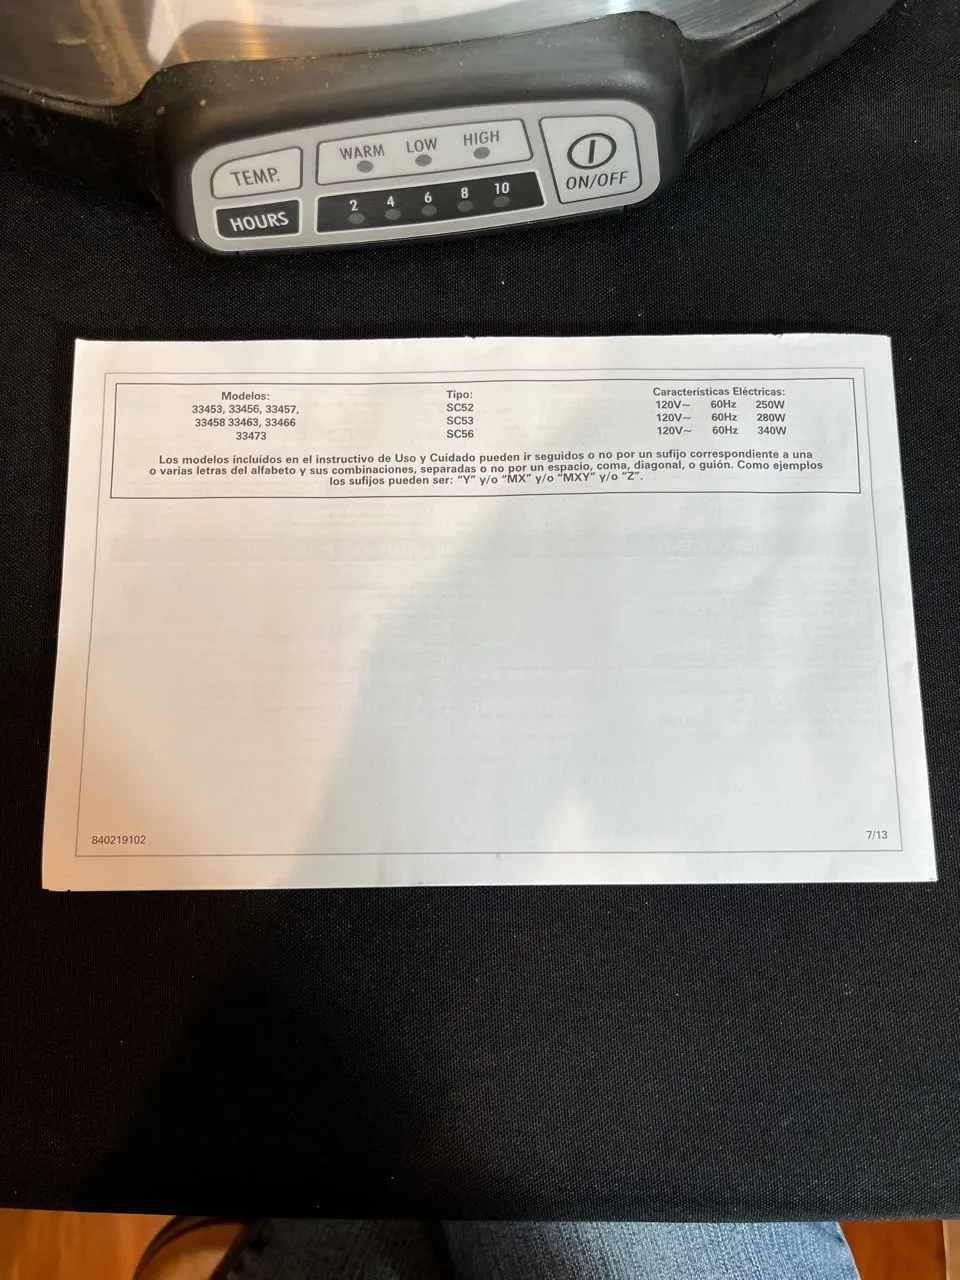 WARM LOW HIGH
TEMP.
ON/OFF
2 4 6 8 10
HOURS
Modelos: Tipo: Características Eléctricas:
33453, 33456, 33457, SC52 120V~ 60Hz 250W
33458 33463, 33466 SC53 120V~ 60Hz 280W
33473 SC56 120V~ 60Hz 340W
Los modelos incluídos en el instructivo de Uso y Cuidado pueden ir seguidos o no por un sufijo correspondiente a una
o varias letras del alfabeto y sus combinaciones, separadas o no por un espacio, coma, diagonal, o guión. Como ejemplos
los sufijos pueden ser: “Y” y/o “MX” y/o “MXY” y/o “Z”.
840219102 7/13